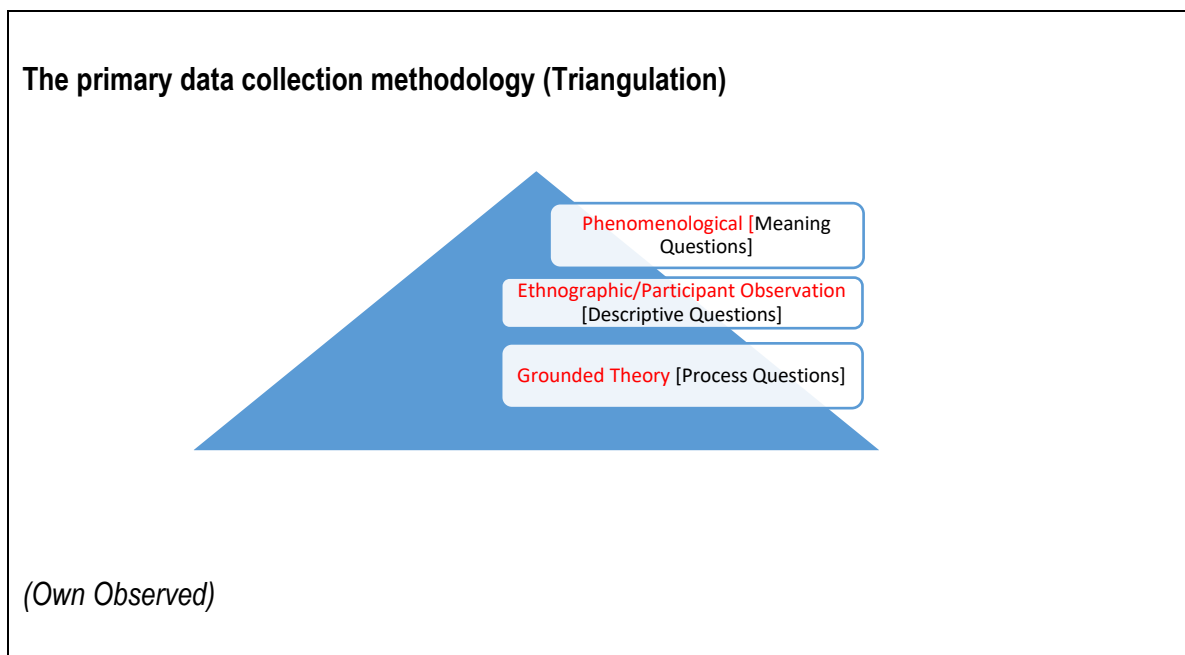 The primary data collection methodology (Triangulation)
Phenomenological [Meaning
Questions]
Ethnographic/Participant Observation
[Descriptive Questions]
Grounded Theory [Process Questions]
(Own Observed)